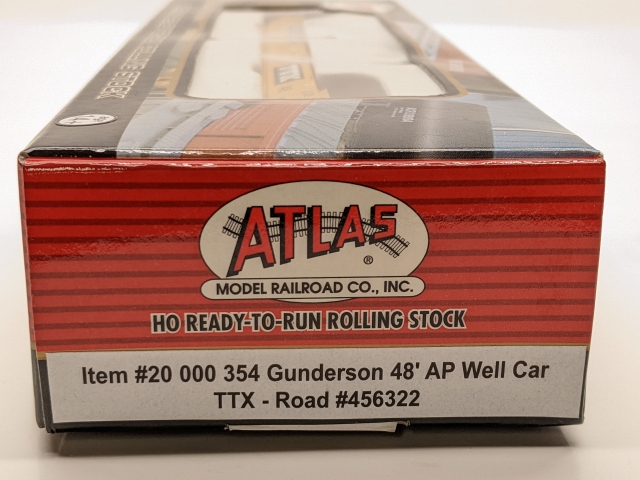 TTX
ATLAS
®
MODEL RAILROAD CO., INC.
HO READY-TO-RUN ROLLING STOCK
Item #20 000 354 Gunderson 48' AP Well Car
TTX - Road #456322